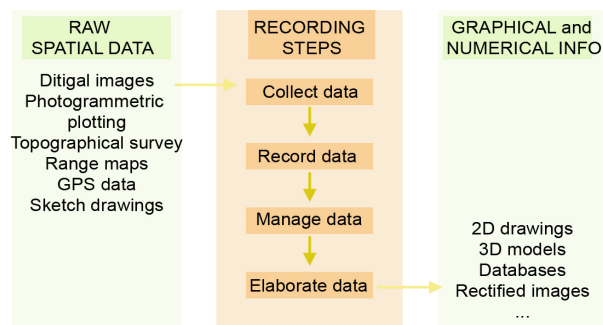 RAW
SPATIAL DATA
Ditigal images
Photogrammetric
plotting
Topographical survey
Range maps
GPS data
Sketch drawings
RECORDING
STEPS
Collect data
Record data
Manage data
Elaborate data
GRAPHICAL and
NUMERICAL INFO
2D drawings
3D models
Databases
Rectified images
...